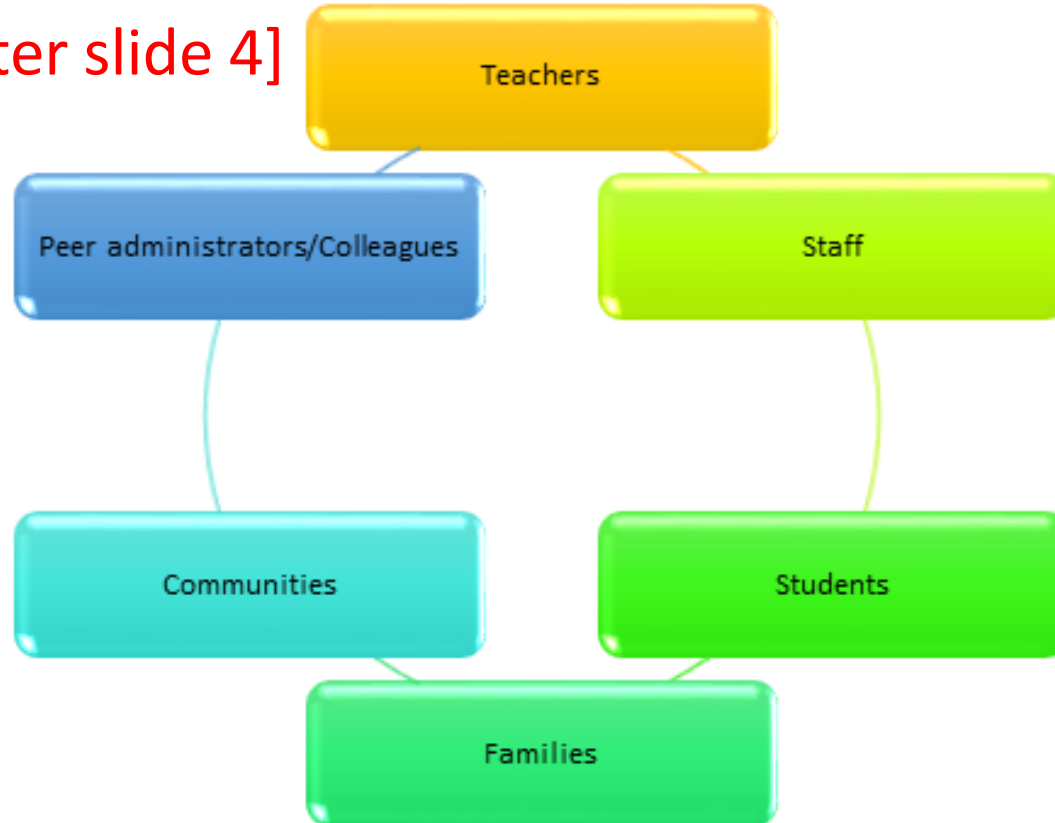 ter slide 4]
Teachers
Peer administrators/Colleagues
Staff
Communities
Students
Families